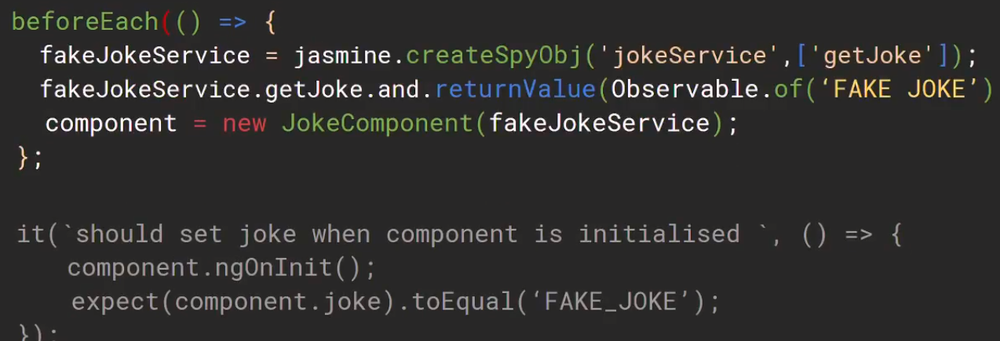 beforeEach(() => {
fakeJokeService = jasmine.createSpyObj('jokeService',['getJoke']);
fakeJokeService.getJoke.and.returnValue(Observable.of(‘FAKE JOKE’)
component = new JokeComponent(fakeJokeService);
};
it(`should set joke when component is initialised `, () => {
component.ngOnInit();
expect(component.joke).toEqual(‘FAKE_JOKE’);
});